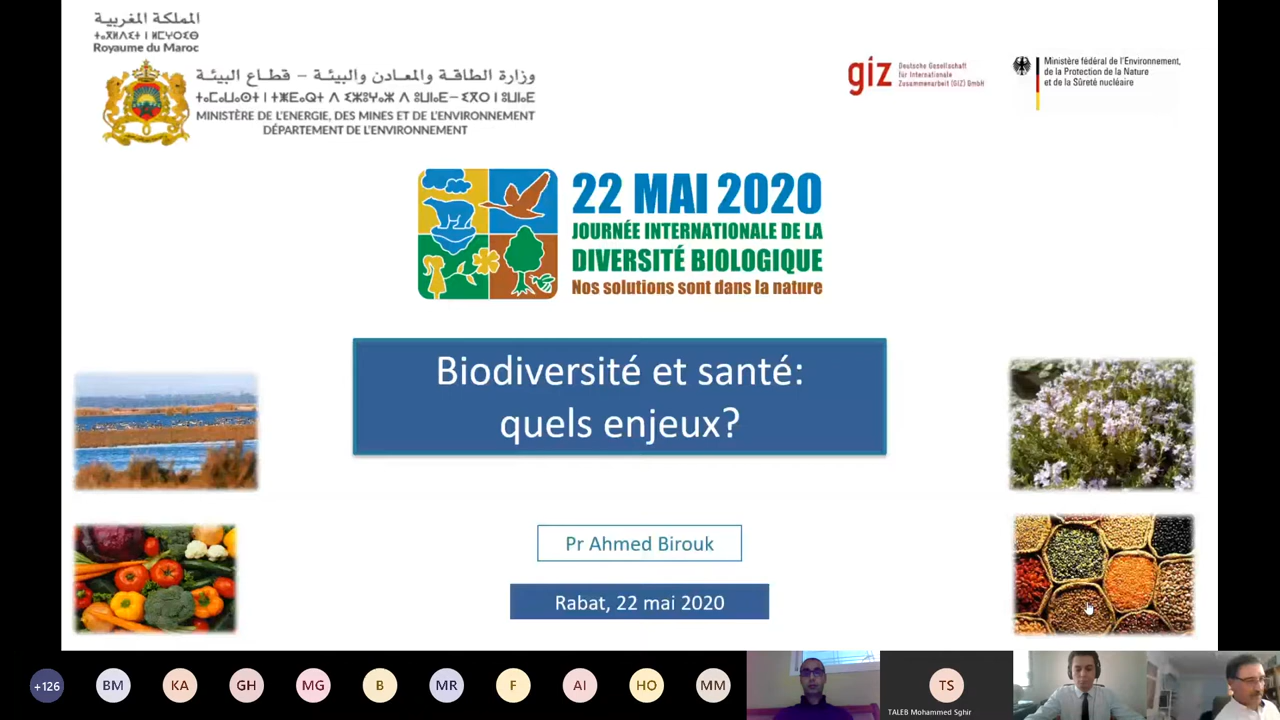 المملكة المغربية
ⵜⴰⴳⵍⴷⵉⵜ ⵏ ⵍⵎⵖⵔⵉⴱ
Royaume du Maroc
وزارة الطاقة والمعادن والبيئة – قطاع البيئة
MINISTÈRE DE L'ENERGIE, DES MINES ET DE L'ENVIRONNEMENT
DÉPARTEMENT DE L'ENVIRONNEMENT
giz
Deutsche Gesellschaft
für Internationale
Zusammenarbeit (GIZ) GmbH
Ministère fédéral de l'Environnement,
de la Protection de la Nature
et de la Sûreté nucléaire
22 MAI 2020
JOURNÉE INTERNATIONALE DE LA
DIVERSITÉ BIOLOGIQUE
Nos solutions sont dans la nature
Biodiversité et santé:
quels enjeux?
Pr Ahmed Birouk
Rabat, 22 mai 2020
+126
BM
KA
GH
MG
B
MR
F
AI
HO
MM
TS
TALEB Mohammed Sghir